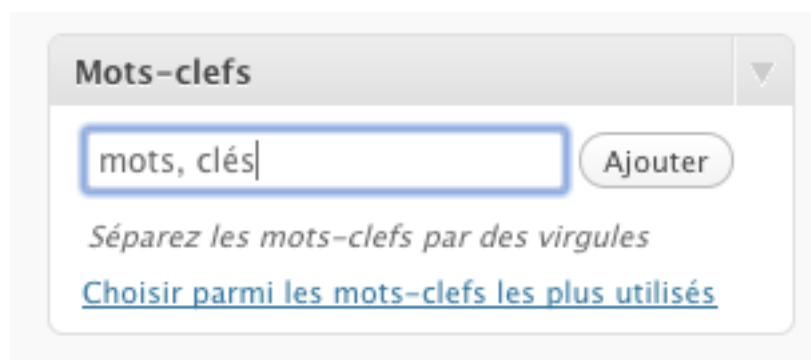 Mots-clefs
mots, clés
Ajouter
Séparez les mots-clefs par des virgules
Choisir parmi les mots-clefs les plus utilisés